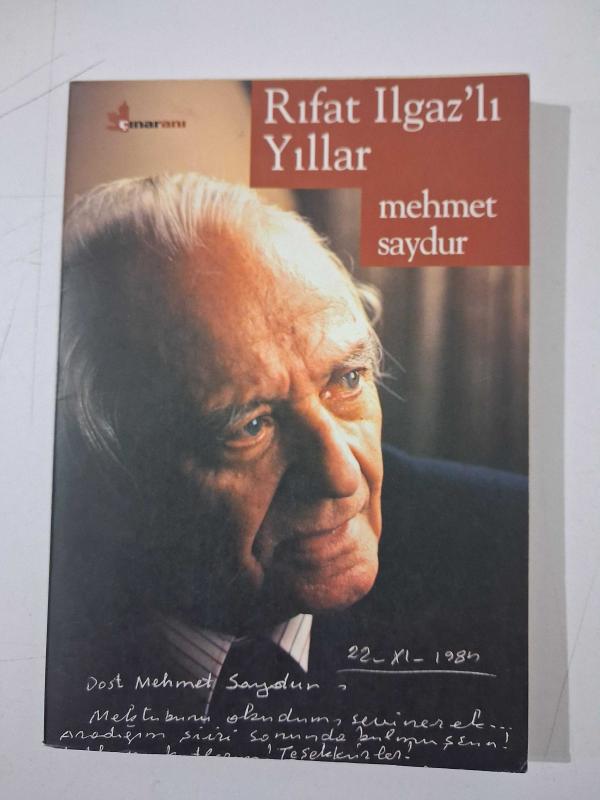 çınaranı
Rıfat Ilgaz'lı
Yıllar
mehmet
saydur
22-XI-1984
Dost Mehmet Saydur,
Mektubunu okudum, sevinerek...
Aradığım şiiri sonunda bulmuşsun!
Teşekkürler.